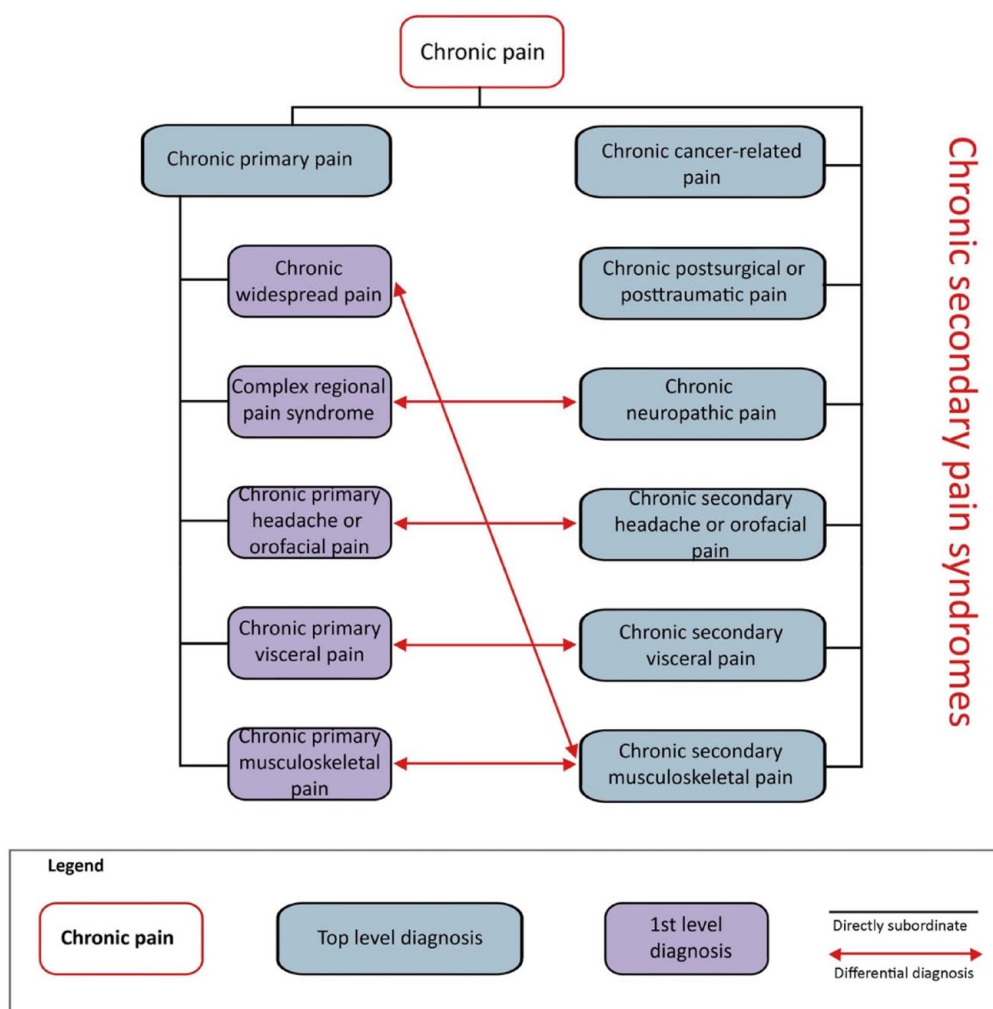 Chronic pain
Chronic primary pain
Chronic
widespread pain
Complex regional
pain syndrome
Chronic primary
headache or
orofacial pain
Chronic primary
visceral pain
Chronic primary
musculoskeletal
pain
Chronic cancer-related
pain
Chronic postsurgical or
posttraumatic pain
Chronic
neuropathic pain
Chronic secondary
headache or orofacial
pain
Chronic secondary
visceral pain
Chronic secondary
musculoskeletal pain
Chronic secondary pain syndromes
Legend
Chronic pain
Top level diagnosis
1st level
diagnosis
Directly subordinate
Differential diagnosis